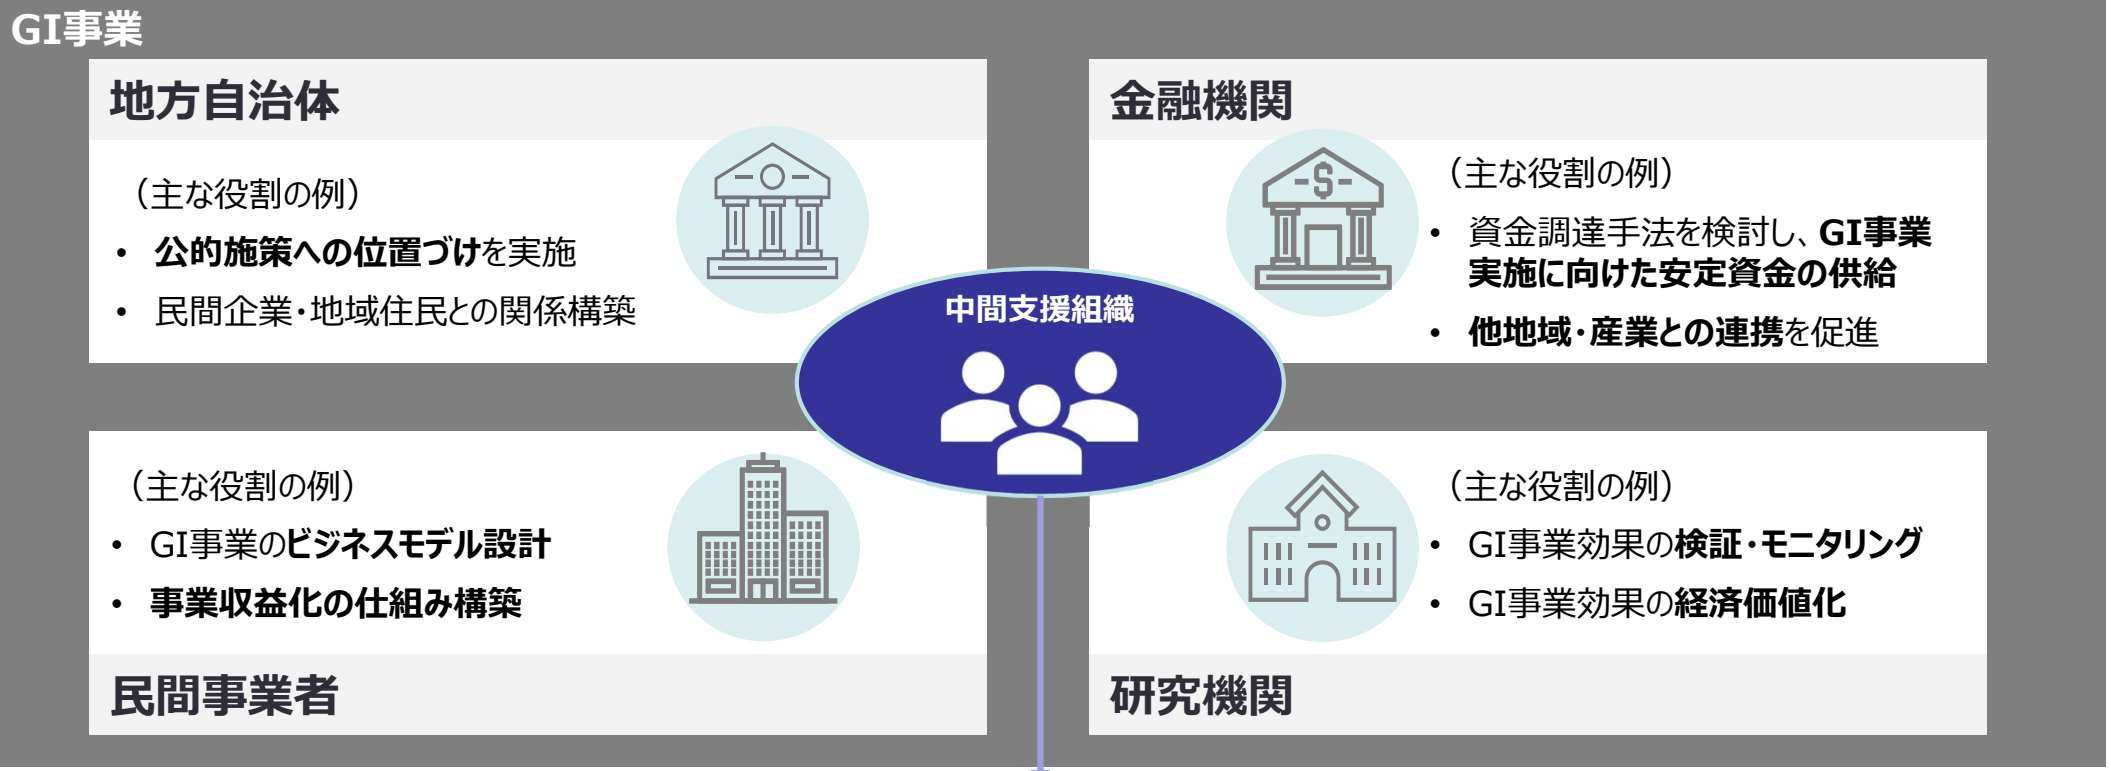 GI事業
地方自治体
（主な役割の例）
• 公的施策への位置づけを実施
• 民間企業・地域住民との関係構築
金融機関
（主な役割の例）
• 資金調達手法を検討し、GI事業
実施に向けた安定資金の供給
• 他地域・産業との連携を促進
中間支援組織
（主な役割の例）
• GI事業のビジネスモデル設計
• 事業収益化の仕組み構築
民間事業者
（主な役割の例）
• GI事業効果の検証・モニタリング
• GI事業効果の経済価値化
研究機関